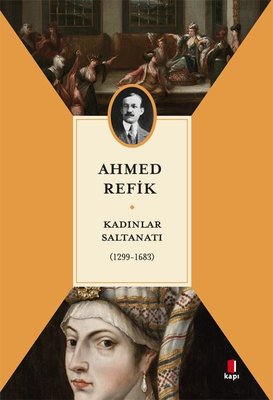 AHMED
REFİK
KADINLAR
SALTANATI
(1299-1683)
kapı